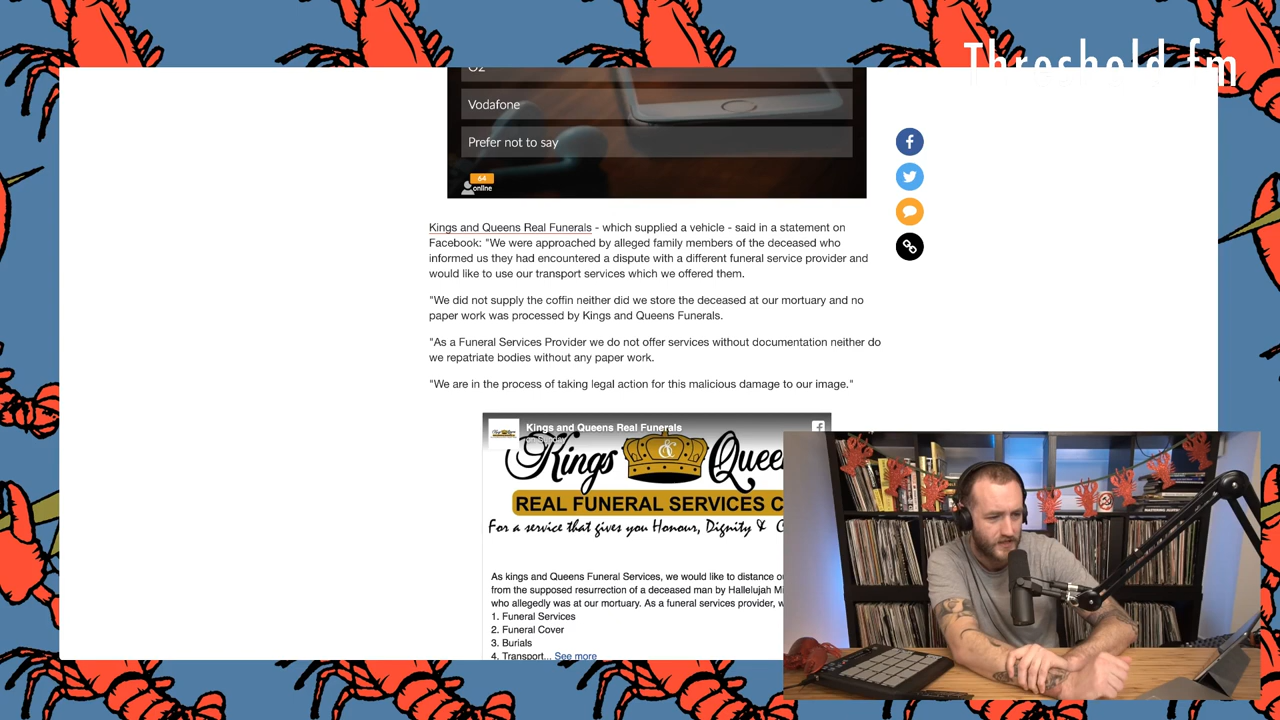 Threshold.fm
O2
Vodafone
Prefer not to say
64
online
Kings and Queens Real Funerals - which supplied a vehicle - said in a statement on
Facebook: "We were approached by alleged family members of the deceased who
informed us they had encountered a dispute with a different funeral service provider and
would like to use our transport services which we offered them.
"We did not supply the coffin neither did we store the deceased at our mortuary and no
paper work was processed by Kings and Queens Funerals.
"As a Funeral Services Provider we do not offer services without documentation neither do
we repatriate bodies without any paper work.
"We are in the process of taking legal action for this malicious damage to our image."
Kings and Queens Real Funerals
on Sunday
Kings & Quee
REAL FUNERAL SERVICES C
For a service that gives you Honour, Dignity &
As kings and Queens Funeral Services, we would like to distance o
from the supposed resurrection of a deceased man by Hallelujah Mi
who allegedly was at our mortuary. As a funeral services provider, w
1. Funeral Services
2. Funeral Cover
3. Burials
4. Transport... See more